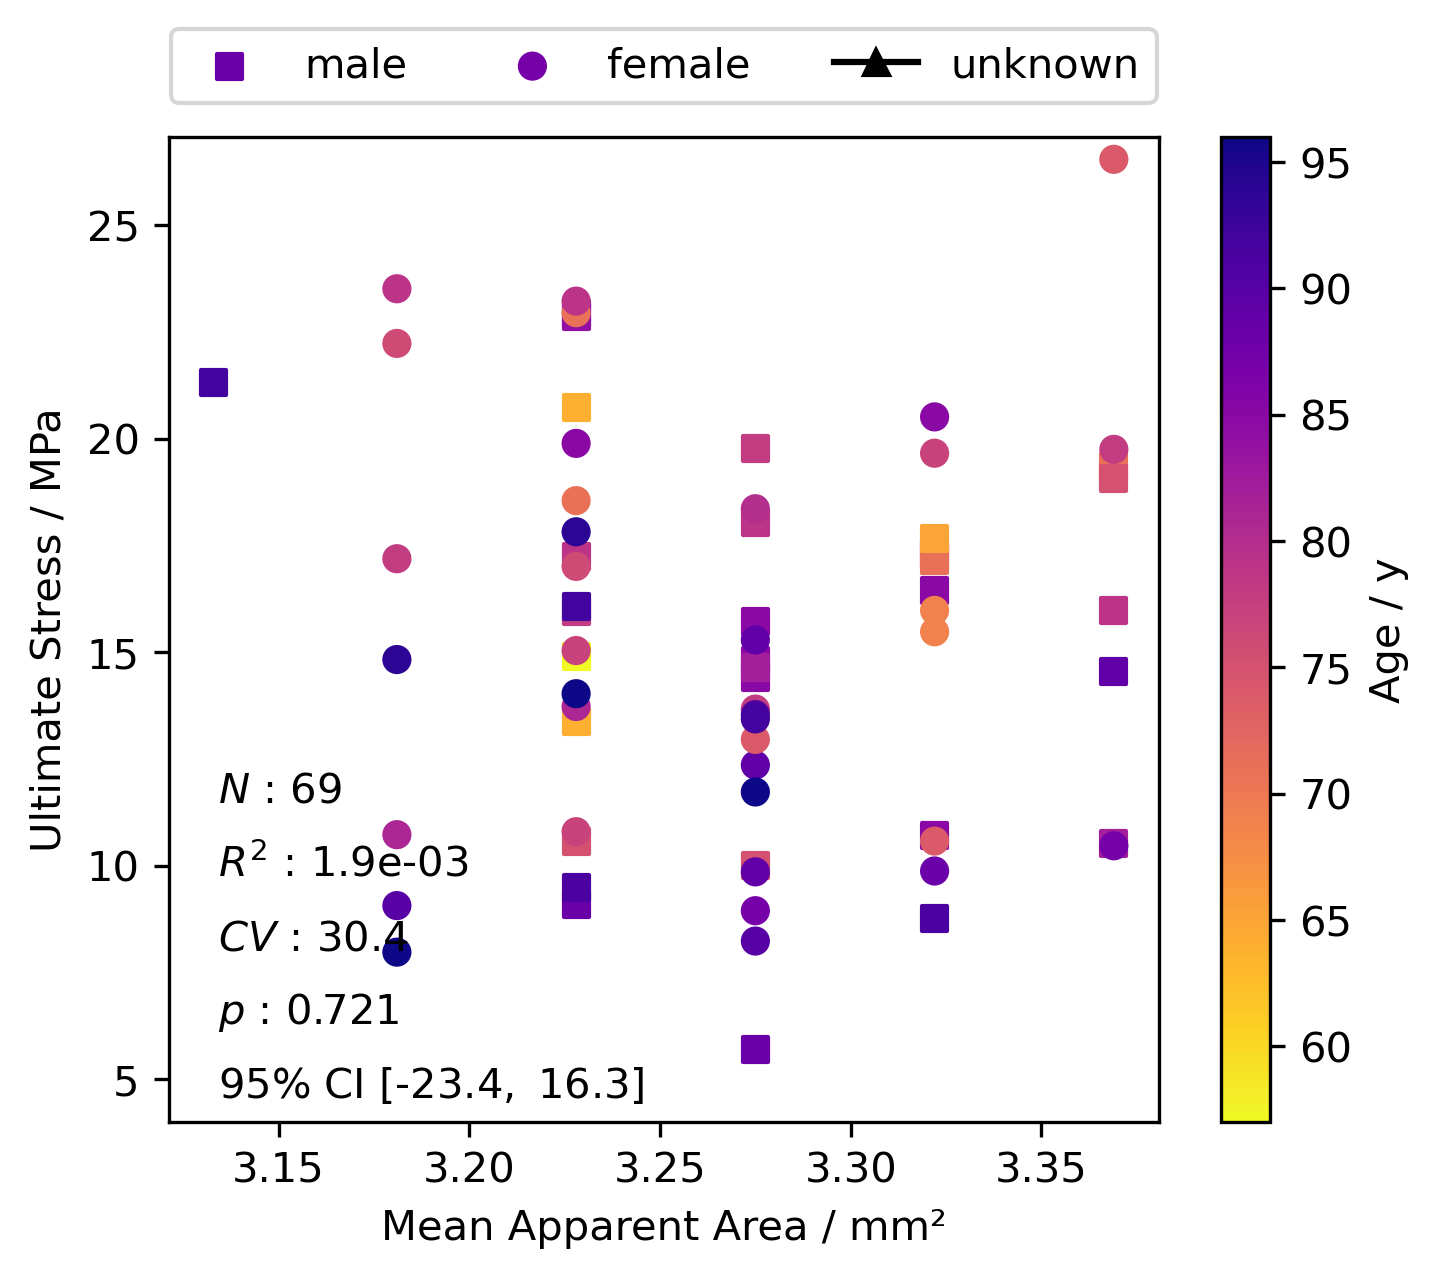 male female unknown
25
20
15
10
5
Ultimate Stress / MPa
N : 69
R² : 1.9e-03
CV : 30.4
p : 0.721
95% CI [-23.4, 16.3]
3.15 3.20 3.25 3.30 3.35
Mean Apparent Area / mm²
95
90
85
80
75
70
65
60
Age / y